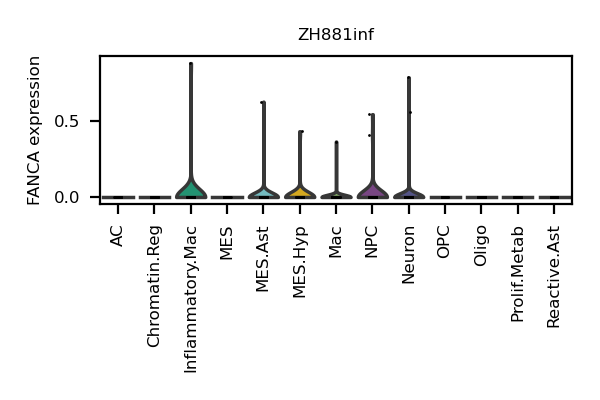 ZH881inf
FANCA expression
0.5
0.0
AC
Chromatin.Reg
Inflammatory.Mac
MES
MES.Ast
MES.Hyp
Mac
NPC
Neuron
OPC
Oligo
Prolif.Metab
Reactive.Ast